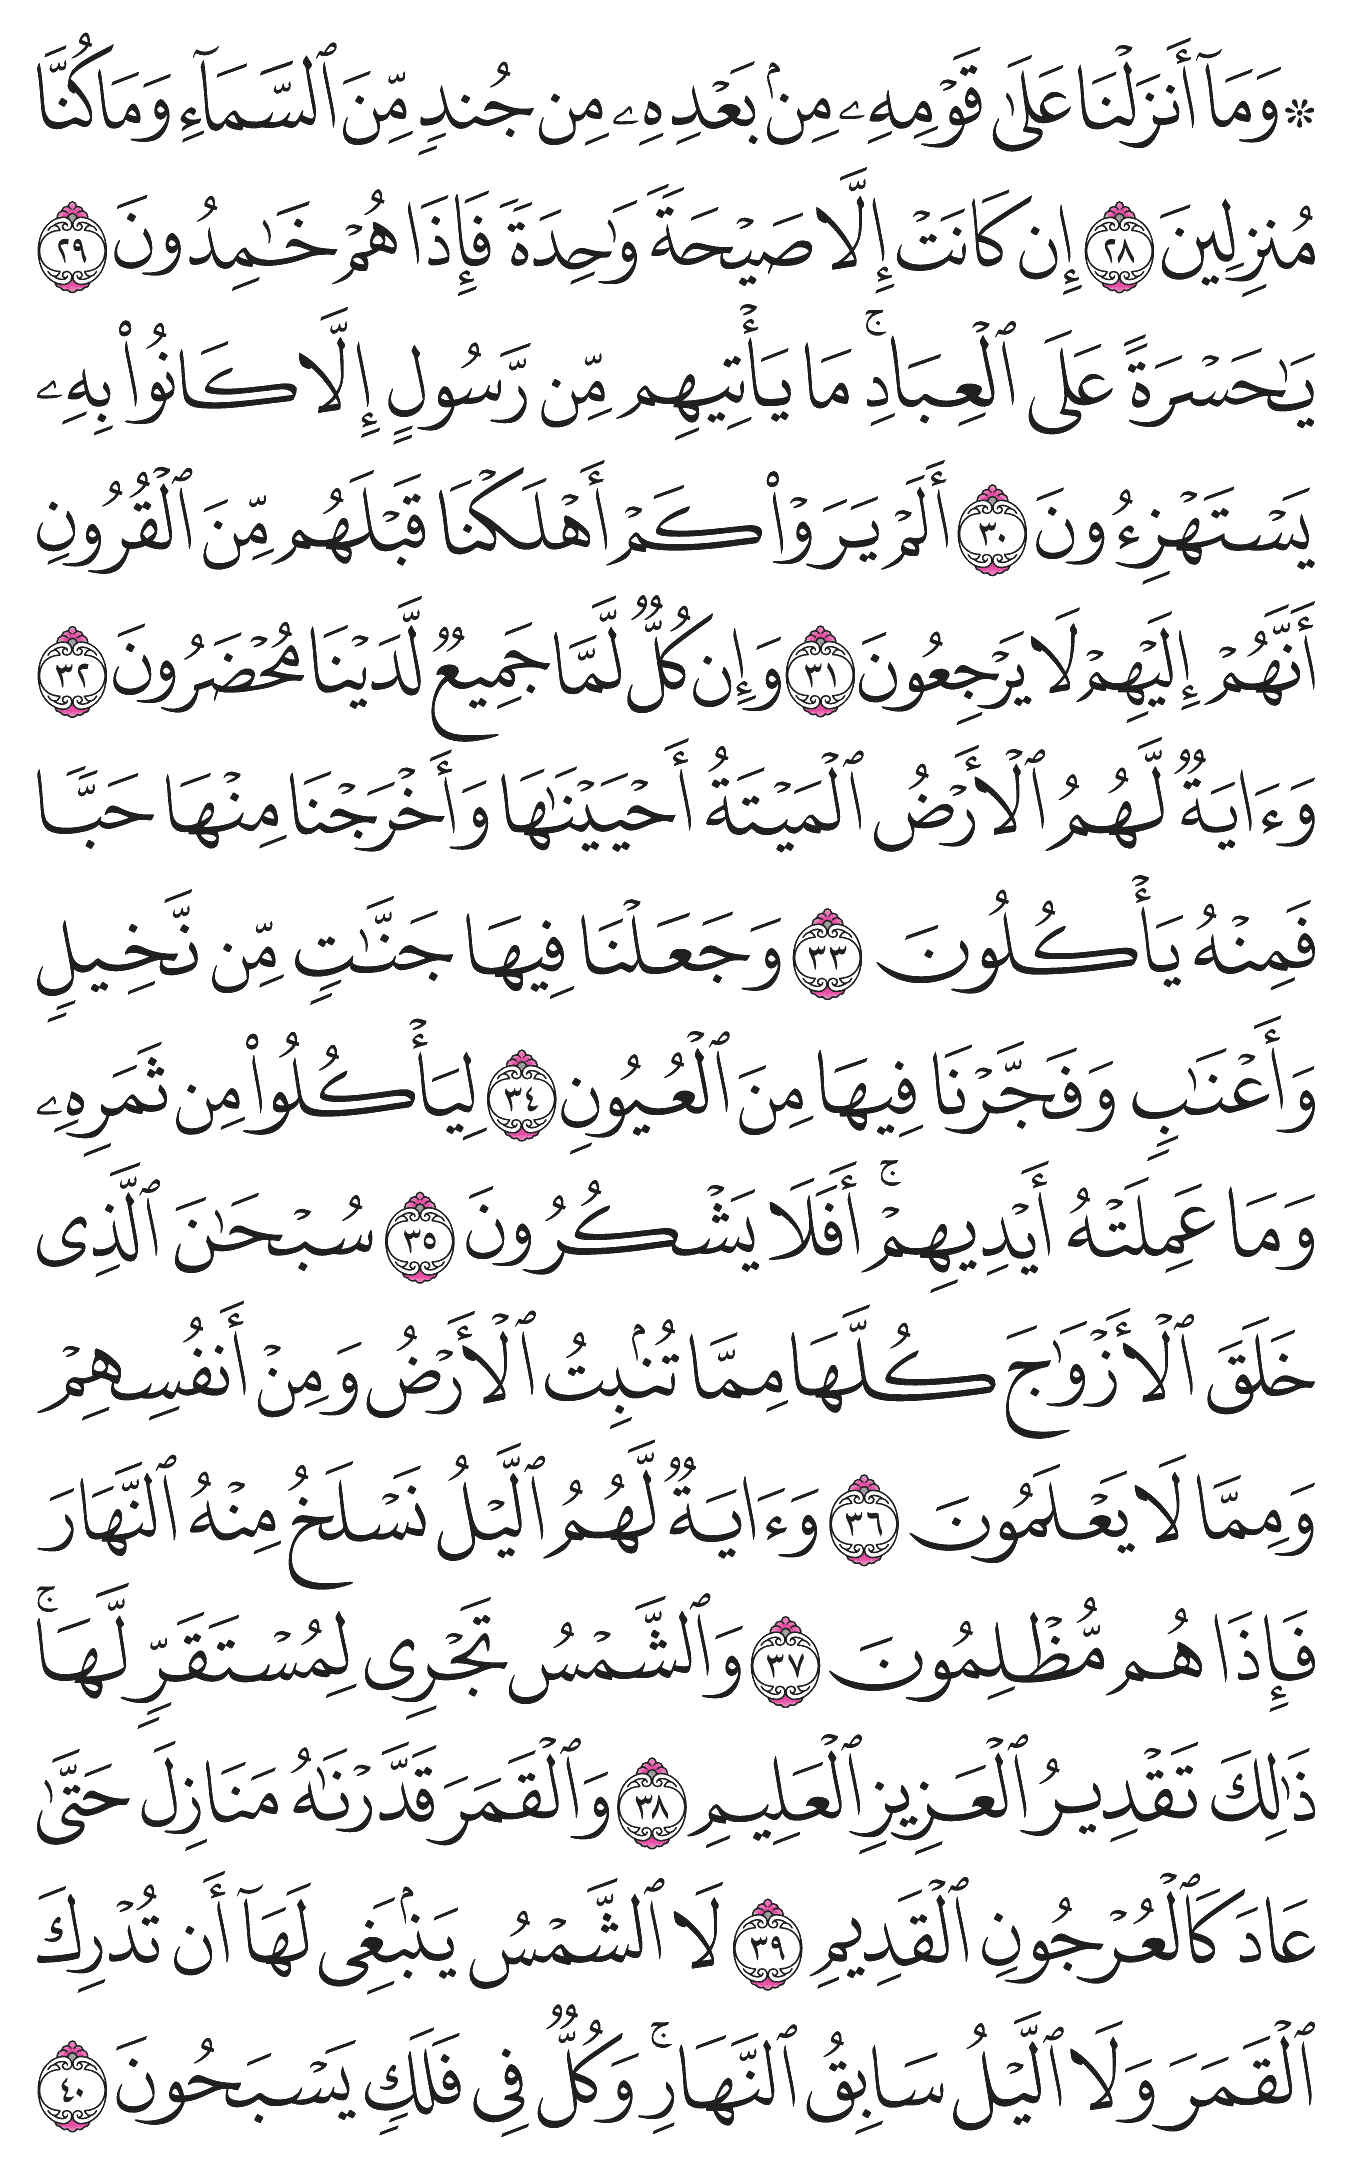 ۞ وَمَآ أَنزَلْنَا عَلَىٰ قَوْمِهِۦ مِنۢ بَعْدِهِۦ مِن جُندٍ مِّنَ ٱلسَّمَآءِ وَمَا كُنَّا
مُنزِلِينَ ٢٨ إِن كَانَتْ إِلَّا صَيْحَةً وَٰحِدَةً فَإِذَا هُمْ خَـٰمِدُونَ ٢٩
يَـٰحَسْرَةً عَلَى ٱلْعِبَادِ ۚ مَا يَأْتِيهِم مِّن رَّسُولٍ إِلَّا كَانُوا۟ بِهِۦ
يَسْتَهْزِءُونَ ٣٠ أَلَمْ يَرَوْا۟ كَمْ أَهْلَكْنَا قَبْلَهُم مِّنَ ٱلْقُرُونِ
أَنَّهُمْ إِلَيْهِمْ لَا يَرْجِعُونَ ٣١ وَإِن كُلٌّ لَّمَّا جَمِيعٌ لَّدَيْنَا مُحْضَرُونَ ٣٢
وَءَايَةٌ لَّهُمُ ٱلْأَرْضُ ٱلْمَيْتَةُ أَحْيَيْنَـٰهَا وَأَخْرَجْنَا مِنْهَا حَبًّا
فَمِنْهُ يَأْكُلُونَ ٣٣ وَجَعَلْنَا فِيهَا جَنَّـٰتٍ مِّن نَّخِيلٍ
وَأَعْنَـٰبٍ وَفَجَّرْنَا فِيهَا مِنَ ٱلْعُيُونِ ٣٤ لِيَأْكُلُوا۟ مِن ثَمَرِهِۦ
وَمَا عَمِلَتْهُ أَيْدِيهِمْ ۚ أَفَلَا يَشْكُرُونَ ٣٥ سُبْحَـٰنَ ٱلَّذِى
خَلَقَ ٱلْأَزْوَٰجَ كُلَّهَا مِمَّا تُنۢبِتُ ٱلْأَرْضُ وَمِنْ أَنفُسِهِمْ
وَمِمَّا لَا يَعْلَمُونَ ٣٦ وَءَايَةٌ لَّهُمُ ٱلَّيْلُ نَسْلَخُ مِنْهُ ٱلنَّهَارَ
فَإِذَا هُم مُّظْلِمُونَ ٣٧ وَٱلشَّمْسُ تَجْرِى لِمُسْتَقَرٍّ لَّهَا ۚ
ذَٰلِكَ تَقْدِيرُ ٱلْعَزِيزِ ٱلْعَلِيمِ ٣٨ وَٱلْقَمَرَ قَدَّرْنَـٰهُ مَنَازِلَ حَتَّىٰ
عَادَ كَٱلْعُرْجُونِ ٱلْقَدِيمِ ٣٩ لَا ٱلشَّمْسُ يَنۢبَغِى لَهَآ أَن تُدْرِكَ
ٱلْقَمَرَ وَلَا ٱلَّيْلُ سَابِقُ ٱلنَّهَارِ ۚ وَكُلٌّ فِى فَلَكٍ يَسْبَحُونَ ٤٠